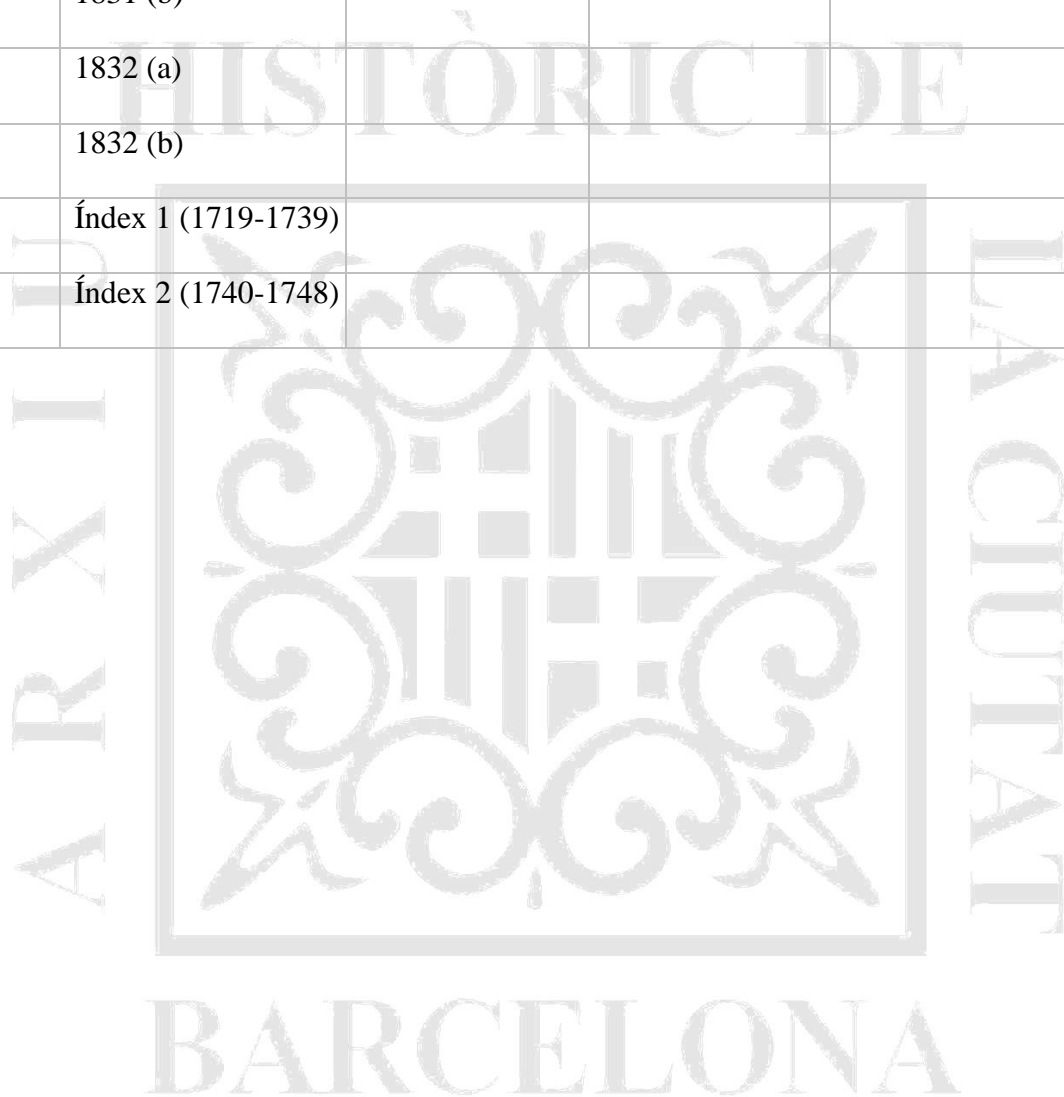 1832 (a)
HISTÒRIC DE
1832 (b)
Índex 1 (1719-1739)
Índex 2 (1740-1748)
ARXIU
LA CIUTAT
BARCELONA